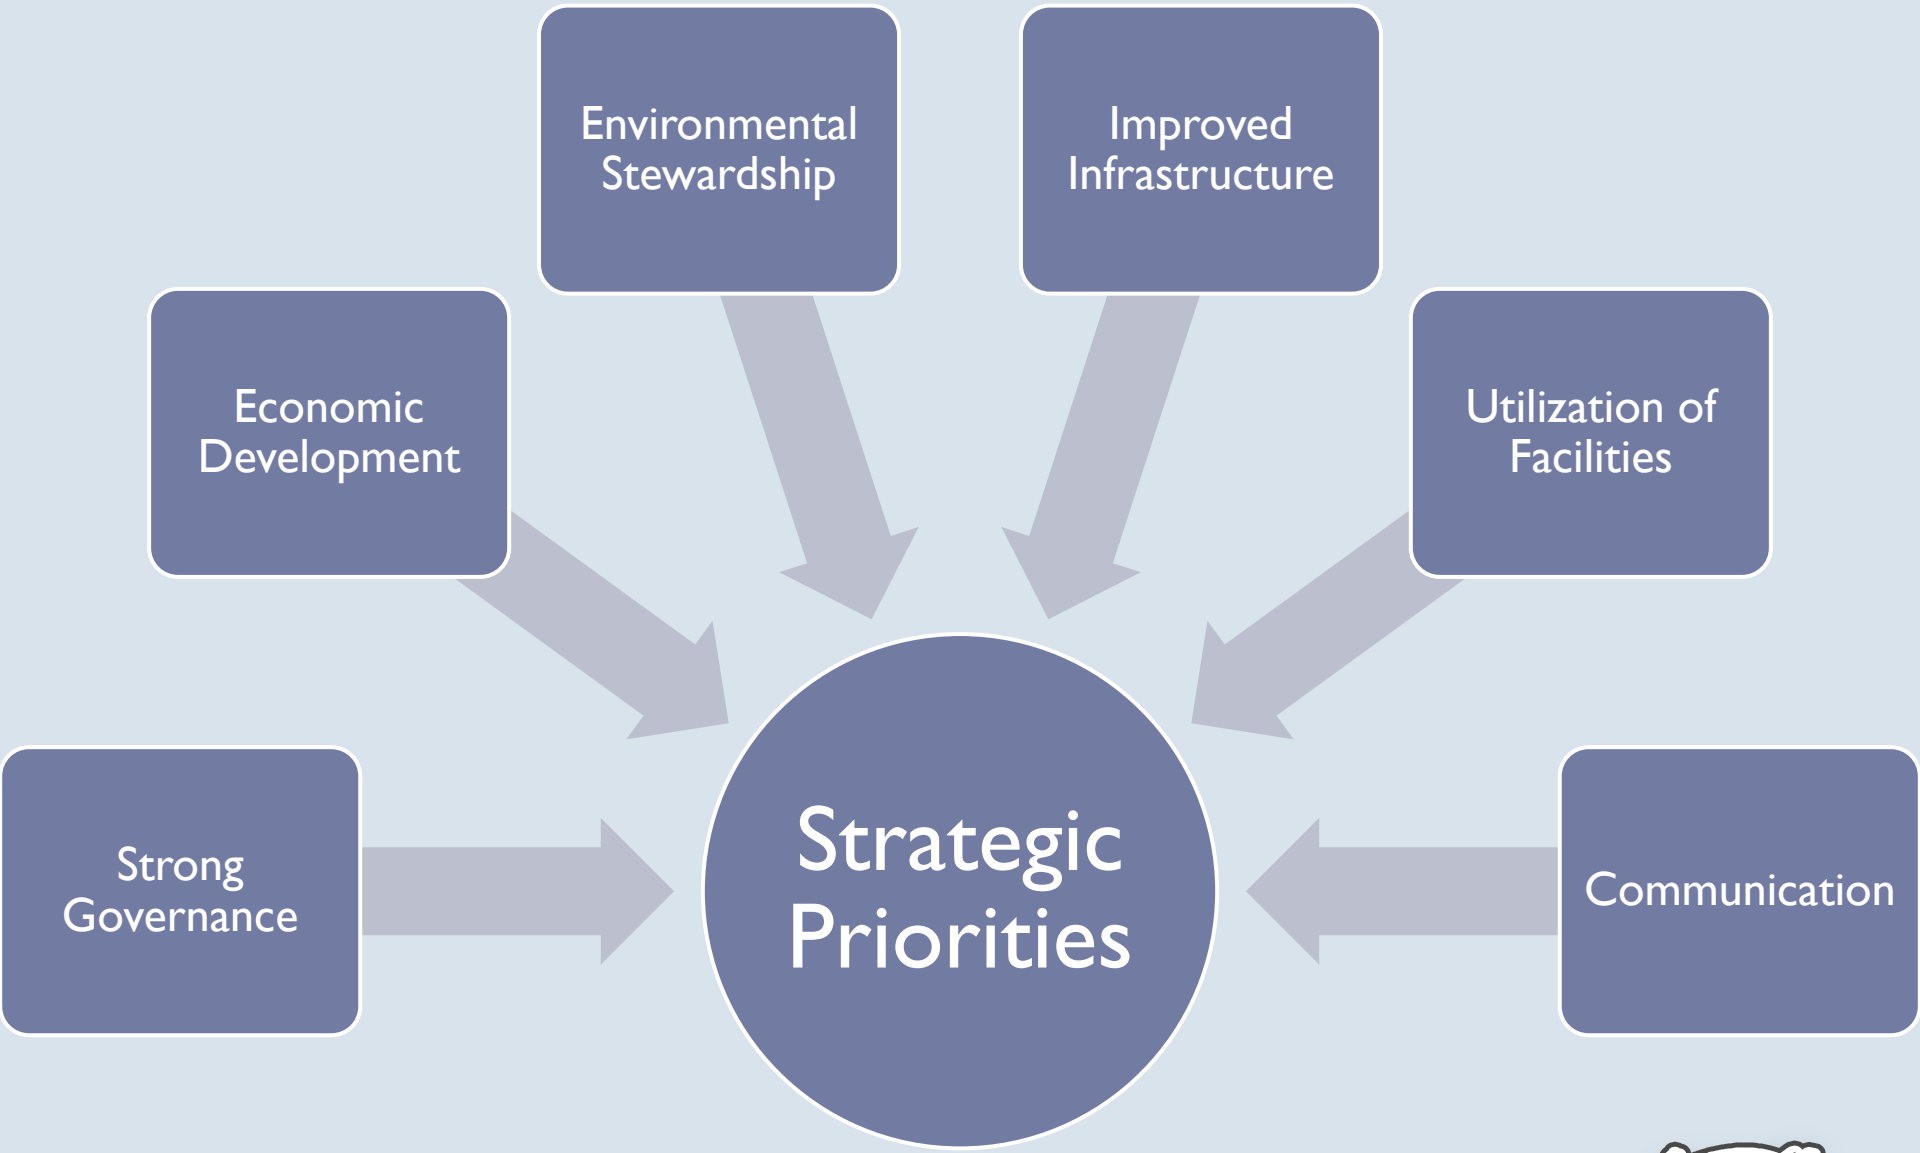 Environmental
Stewardship
Improved
Infrastructure
Economic
Development
Utilization of
Facilities
Strong
Governance
Strategic
Priorities
Communication